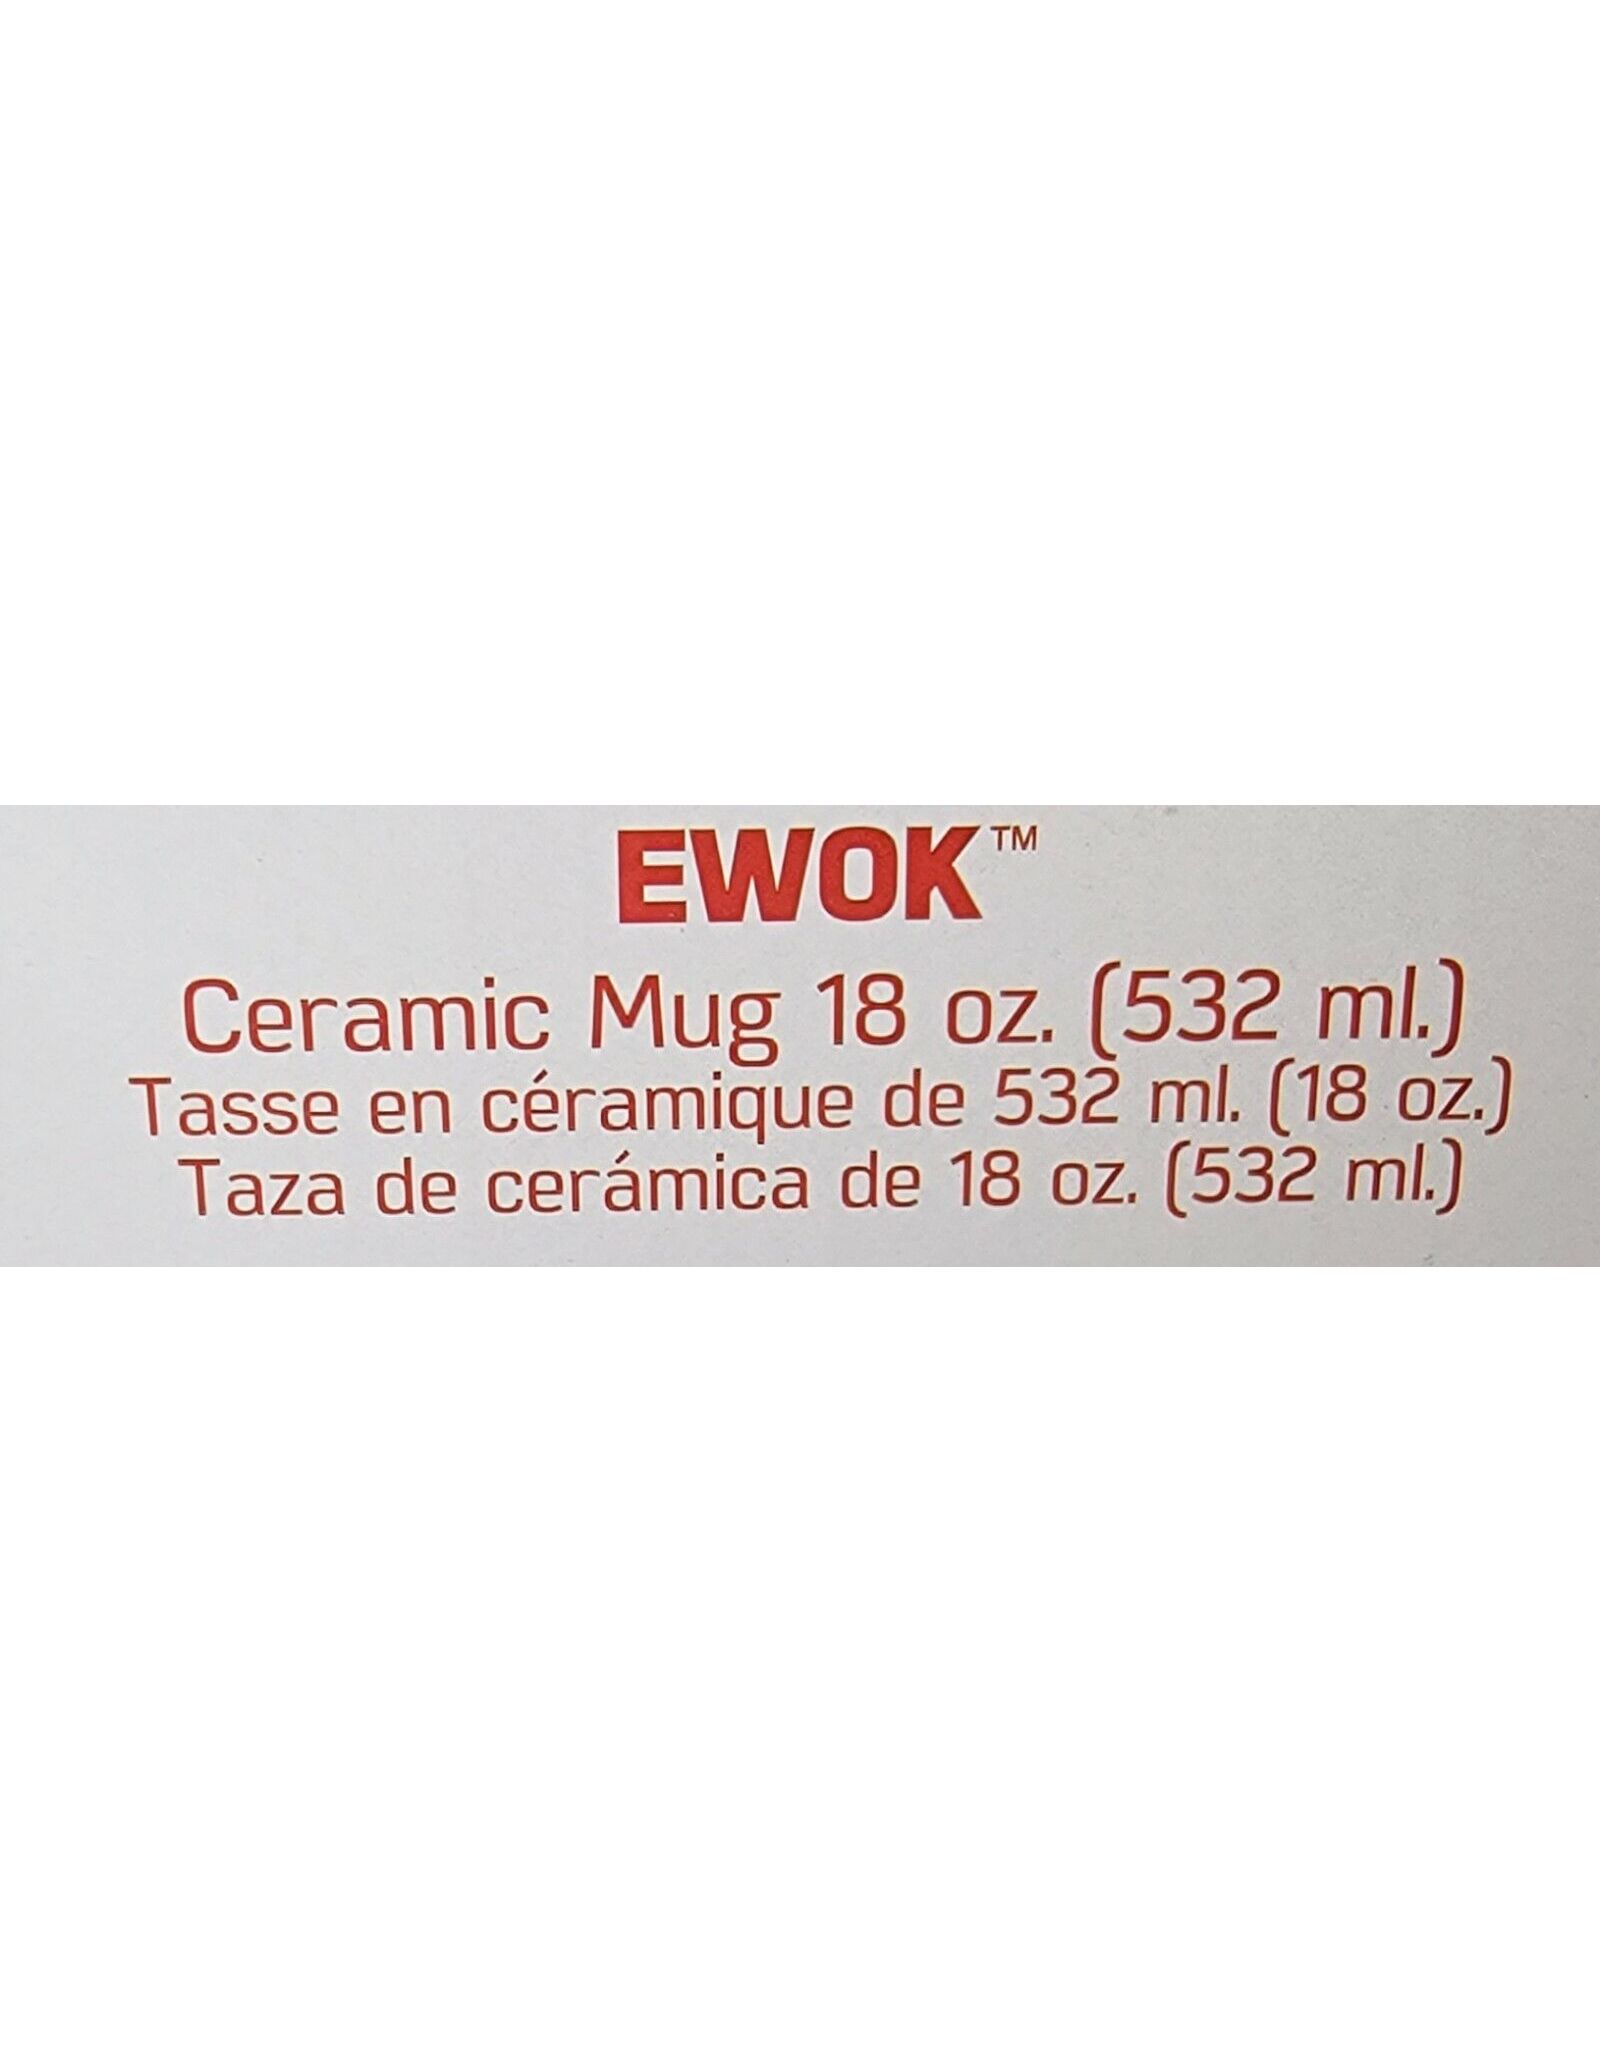 EWOK™
Ceramic Mug 18 oz. (532 ml.)
Tasse en céramique de 532 ml. (18 oz.)
Taza de cerámica de 18 oz. (532 ml.)